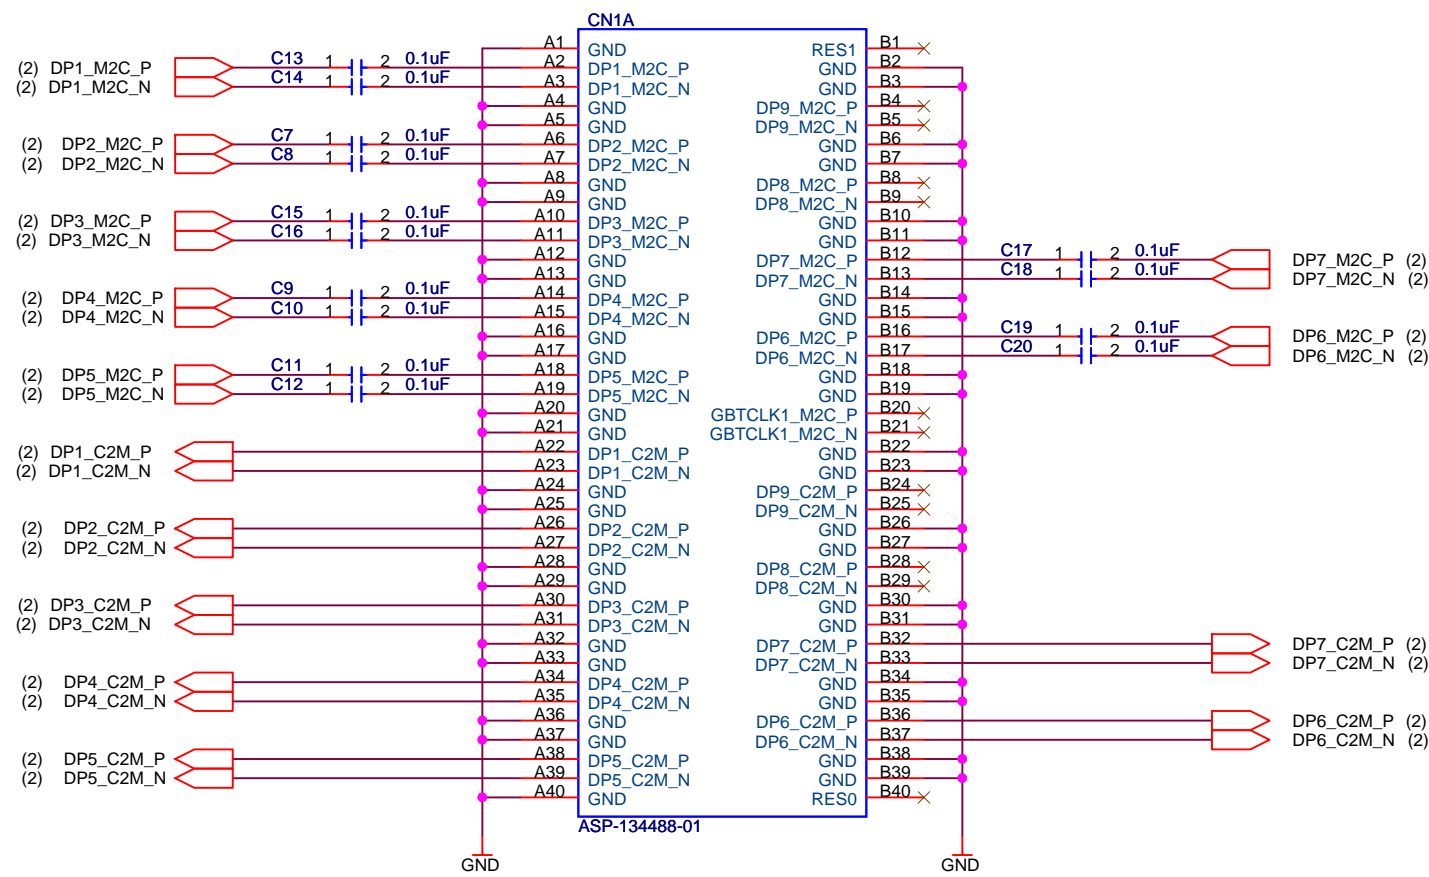 CN1A
A1 GND RES1 B1
(2) DP1_M2C_P C13 1 2 0.1uF A2 DP1_M2C_P GND B2
(2) DP1_M2C_N C14 1 2 0.1uF A3 DP1_M2C_N GND B3
A4 GND DP9_M2C_P B4
A5 GND DP9_M2C_N B5
(2) DP2_M2C_P C7 1 2 0.1uF A6 DP2_M2C_P GND B6
(2) DP2_M2C_N C8 1 2 0.1uF A7 DP2_M2C_N GND B7
A8 GND DP8_M2C_P B8
A9 GND DP8_M2C_N B9
(2) DP3_M2C_P C15 1 2 0.1uF A10 DP3_M2C_P GND B10
(2) DP3_M2C_N C16 1 2 0.1uF A11 DP3_M2C_N GND B11
A12 GND DP7_M2C_P B12 C17 1 2 0.1uF DP7_M2C_P (2)
A13 GND DP7_M2C_N B13 C18 1 2 0.1uF DP7_M2C_N (2)
(2) DP4_M2C_P C9 1 2 0.1uF A14 DP4_M2C_P GND B14
(2) DP4_M2C_N C10 1 2 0.1uF A15 DP4_M2C_N GND B15
A16 GND DP6_M2C_P B16 C19 1 2 0.1uF DP6_M2C_P (2)
A17 GND DP6_M2C_N B17 C20 1 2 0.1uF DP6_M2C_N (2)
(2) DP5_M2C_P C11 1 2 0.1uF A18 DP5_M2C_P GND B18
(2) DP5_M2C_N C12 1 2 0.1uF A19 DP5_M2C_N GND B19
A20 GND GBTCLK1_M2C_P B20
A21 GND GBTCLK1_M2C_N B21
(2) DP1_C2M_P A22 DP1_C2M_P GND B22
(2) DP1_C2M_N A23 DP1_C2M_N GND B23
A24 GND DP9_C2M_P B24
A25 GND DP9_C2M_N B25
(2) DP2_C2M_P A26 DP2_C2M_P GND B26
(2) DP2_C2M_N A27 DP2_C2M_N GND B27
A28 GND DP8_C2M_P B28
A29 GND DP8_C2M_N B29
(2) DP3_C2M_P A30 DP3_C2M_P GND B30
(2) DP3_C2M_N A31 DP3_C2M_N GND B31
A32 GND DP7_C2M_P B32 DP7_C2M_P (2)
A33 GND DP7_C2M_N B33 DP7_C2M_N (2)
(2) DP4_C2M_P A34 DP4_C2M_P GND B34
(2) DP4_C2M_N A35 DP4_C2M_N GND B35
A36 GND DP6_C2M_P B36 DP6_C2M_P (2)
A37 GND DP6_C2M_N B37 DP6_C2M_N (2)
(2) DP5_C2M_P A38 DP5_C2M_P GND B38
(2) DP5_C2M_N A39 DP5_C2M_N GND B39
A40 GND RES0 B40
ASP-134488-01
GND GND